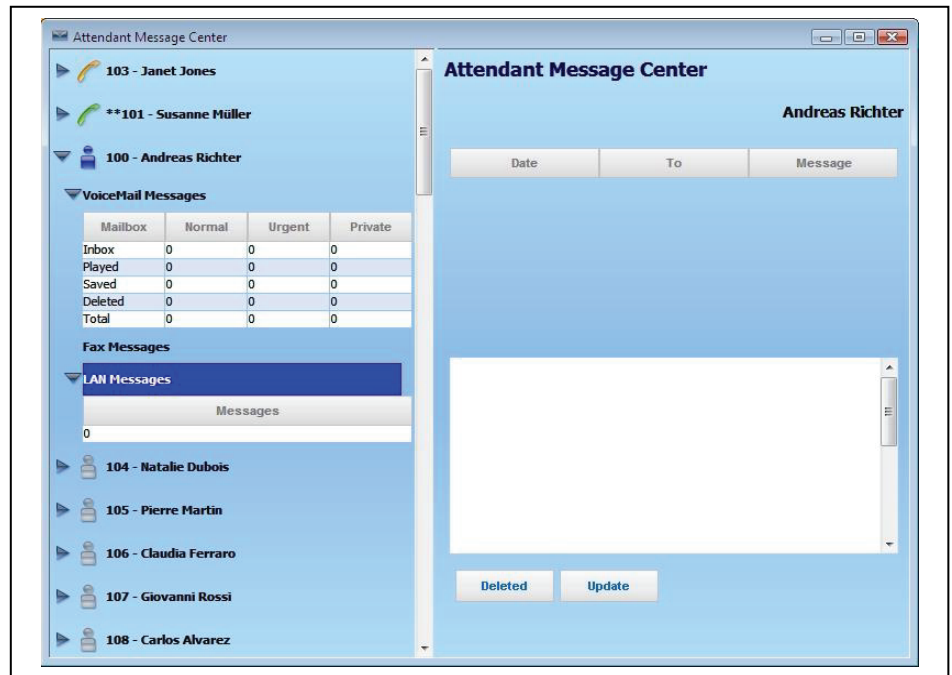 Attendant Message Center
103 - Janet Jones
**101 - Susanne Müller
100 - Andreas Richter
VoiceMail Messages
Mailbox Normal Urgent Private
Inbox 0 0 0
Played 0 0 0
Saved 0 0 0
Deleted 0 0 0
Total 0 0 0
Fax Messages
LAN Messages
Messages
0
104 - Natalie Dubois
105 - Pierre Martin
106 - Claudia Ferraro
107 - Giovanni Rossi
108 - Carlos Alvarez
Attendant Message Center
Andreas Richter
Date To Message
Deleted Update